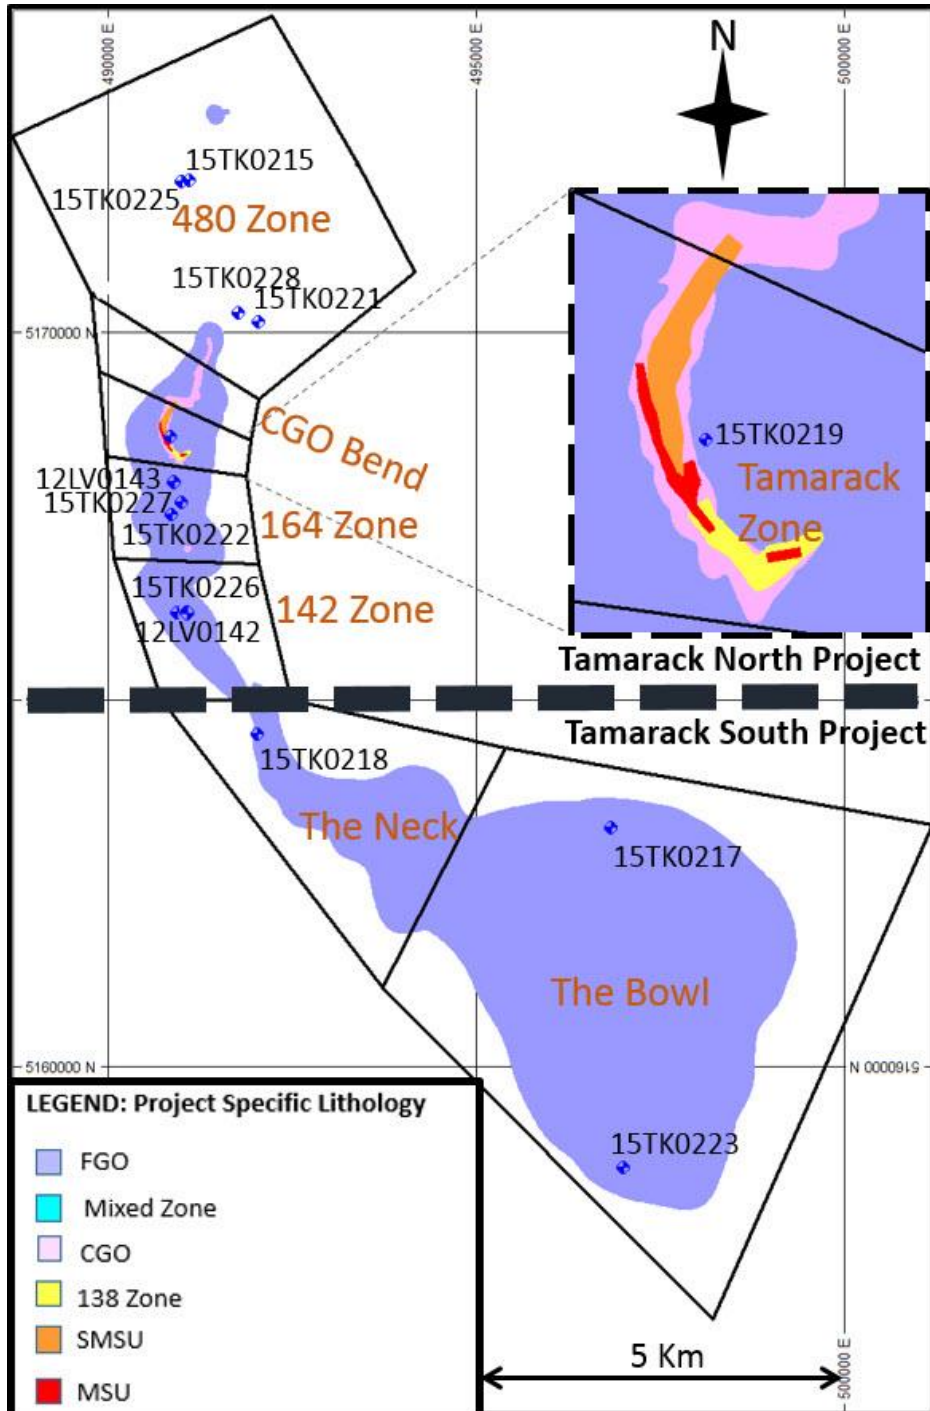 490000 E
495000 E
500000 E
N
15TK0215
15TK0225
480 Zone
15TK0228
15TK0221
5170000 N
CGO Bend
15TK0219
Tamarack
Zone
12LV0143
15TK0227
15TK0222
164 Zone
15TK0226
142 Zone
12LV0142
Tamarack North Project
Tamarack South Project
15TK0218
The Neck
15TK0217
The Bowl
5160000 N
5160000 N
15TK0223
LEGEND: Project Specific Lithology
FGO
Mixed Zone
CGO
138 Zone
SMSU
MSU
5 Km
500000 E